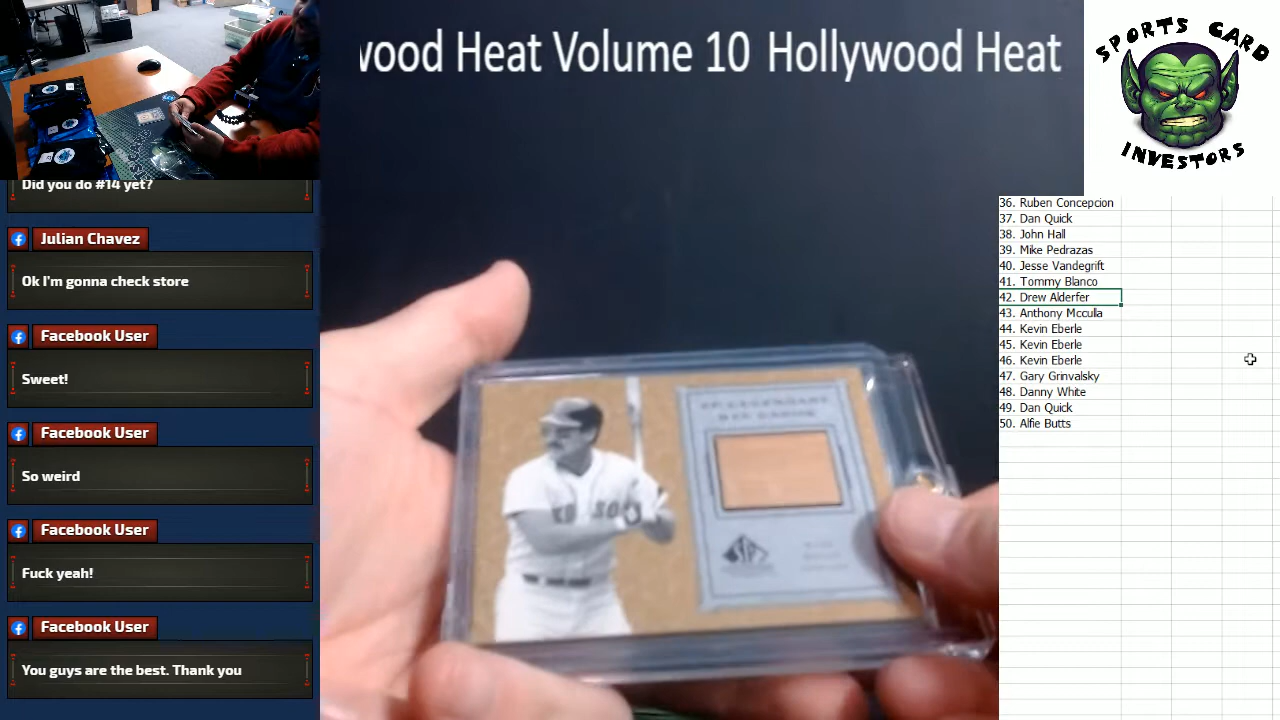 wood Heat Volume 10 Hollywood Heat
SPORTS CARD
INVESTORS
Did you do #14 yet?
Julian Chavez
Ok I'm gonna check store
Facebook User
Sweet!
Facebook User
So weird
Facebook User
Fuck yeah!
Facebook User
You guys are the best. Thank you
SP LEGENDARY
SP
36. Ruben Concepcion
37. Dan Quick
38. John Hall
39. Mike Pedrazas
40. Jesse Vandegrift
41. Tommy Blanco
42. Drew Alderfer
43. Anthony Mcculla
44. Kevin Eberle
45. Kevin Eberle
46. Kevin Eberle
47. Gary Grinvalsky
48. Danny White
49. Dan Quick
50. Alfie Butts